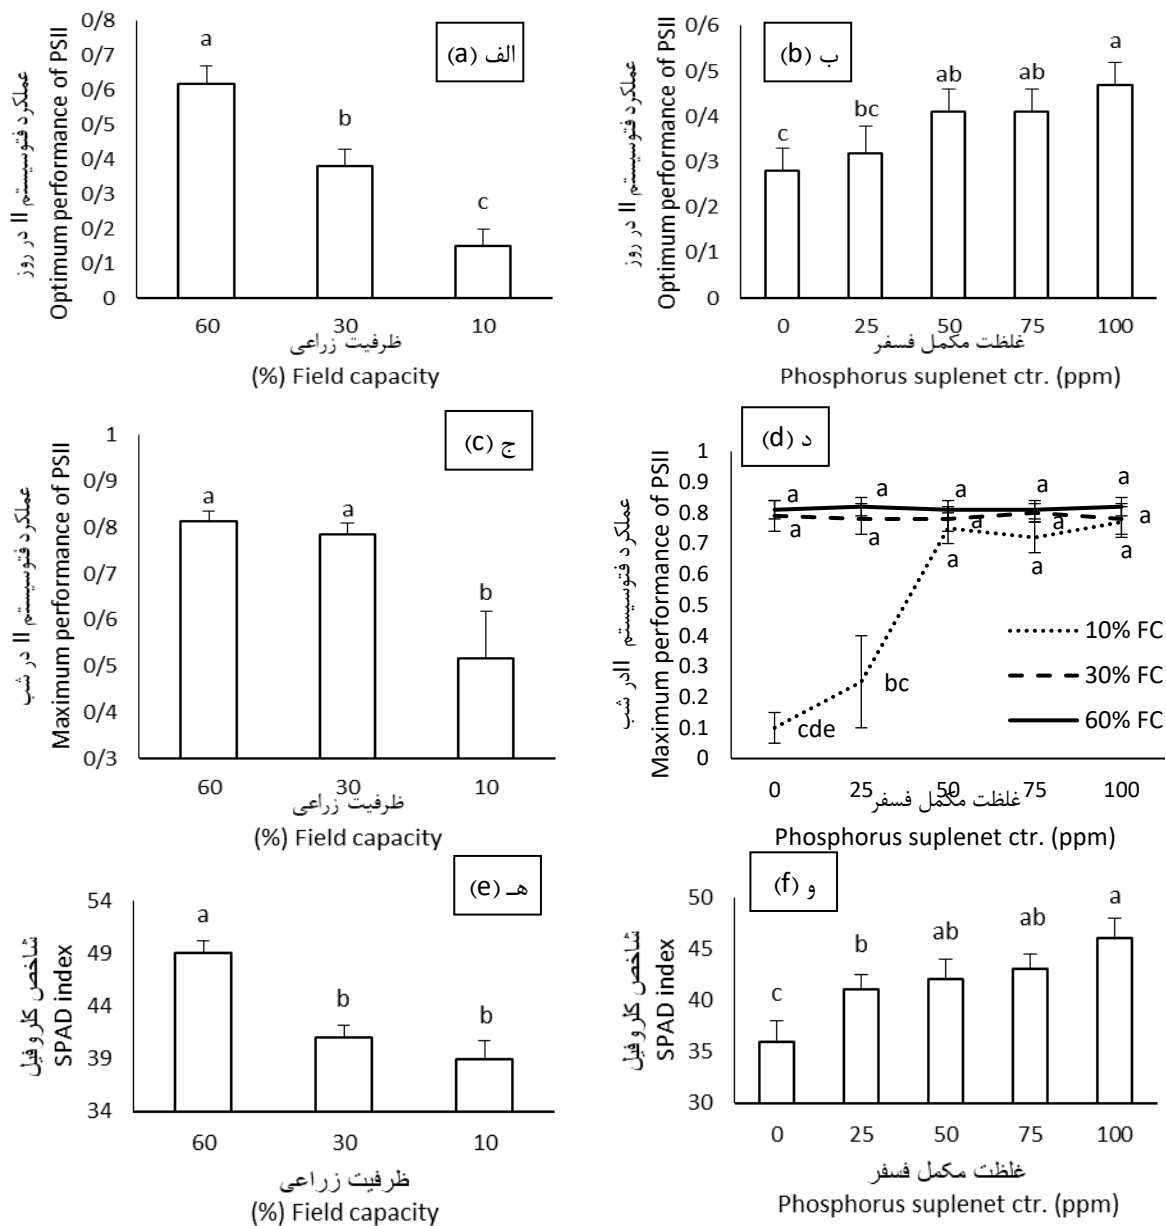 الف (a)
عملکرد فتوسیستم II در روز
Optimum performance of PSII
0/8
0/7
0/6
0/5
0/4
0/3
0/2
0/1
0
a
b
c
60 30 10
ظرفیت زراعی
(%) Field capacity
ب (b)
عملکرد فتوسیستم II در روز
Optimum performance of PSII
0/6
0/5
0/4
0/3
0/2
0/1
0
c
bc
ab
ab
a
0 25 50 75 100
غلظت مکمل فسفر
Phosphorus suplenet ctr. (ppm)
ج (c)
عملکرد فتوسیستم II در شب
Maximum performance of PSII
1
0/9
0/8
0/7
0/6
0/5
0/4
0/3
a
a
b
60 30 10
ظرفیت زراعی
(%) Field capacity
د (d)
عملکرد فتوسیستم IIدر شب
Maximum performance of PSII
1
0.9
0.8
0.7
0.6
0.5
0.4
0.3
0.2
0.1
0
a a a a a
a a a a a
cde bc a a a
10% FC
30% FC
60% FC
0 25 50 75 100
غلظت مکمل فسفر
Phosphorus suplenet ctr. (ppm)
هـ (e)
شاخص کلروفیل
SPAD index
54
49
44
39
34
a
b
b
60 30 10
ظرفیت زراعی
(%) Field capacity
و (f)
شاخص کلروفیل
SPAD index
50
45
40
35
30
c
b
ab
ab
a
0 25 50 75 100
غلظت مکمل فسفر
Phosphorus suplenet ctr. (ppm)